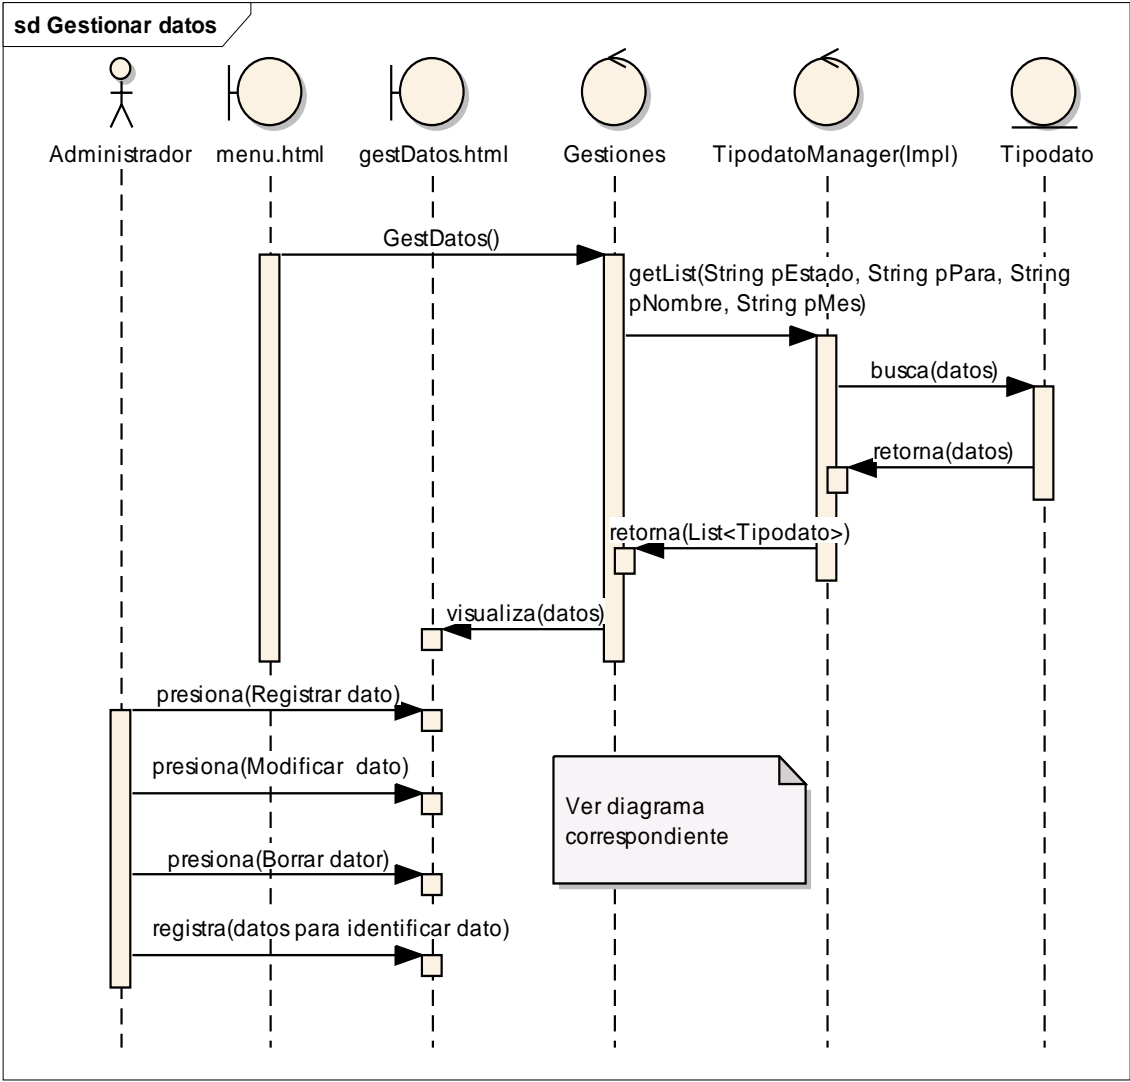 sd Gestionar datos
Administrador
menu.html
gestDatos.html
Gestiones
TipodatoManager(Impl)
Tipodato
GestDatos()
getList(String pEstado, String pPara, String
pNombre, String pMes)
busca(datos)
retorna(datos)
retorna(List<Tipodato>)
visualiza(datos)
presiona(Registrar dato)
presiona(Modificar  dato)
Ver diagrama
correspondiente
presiona(Borrar dator)
registra(datos para identificar dato)